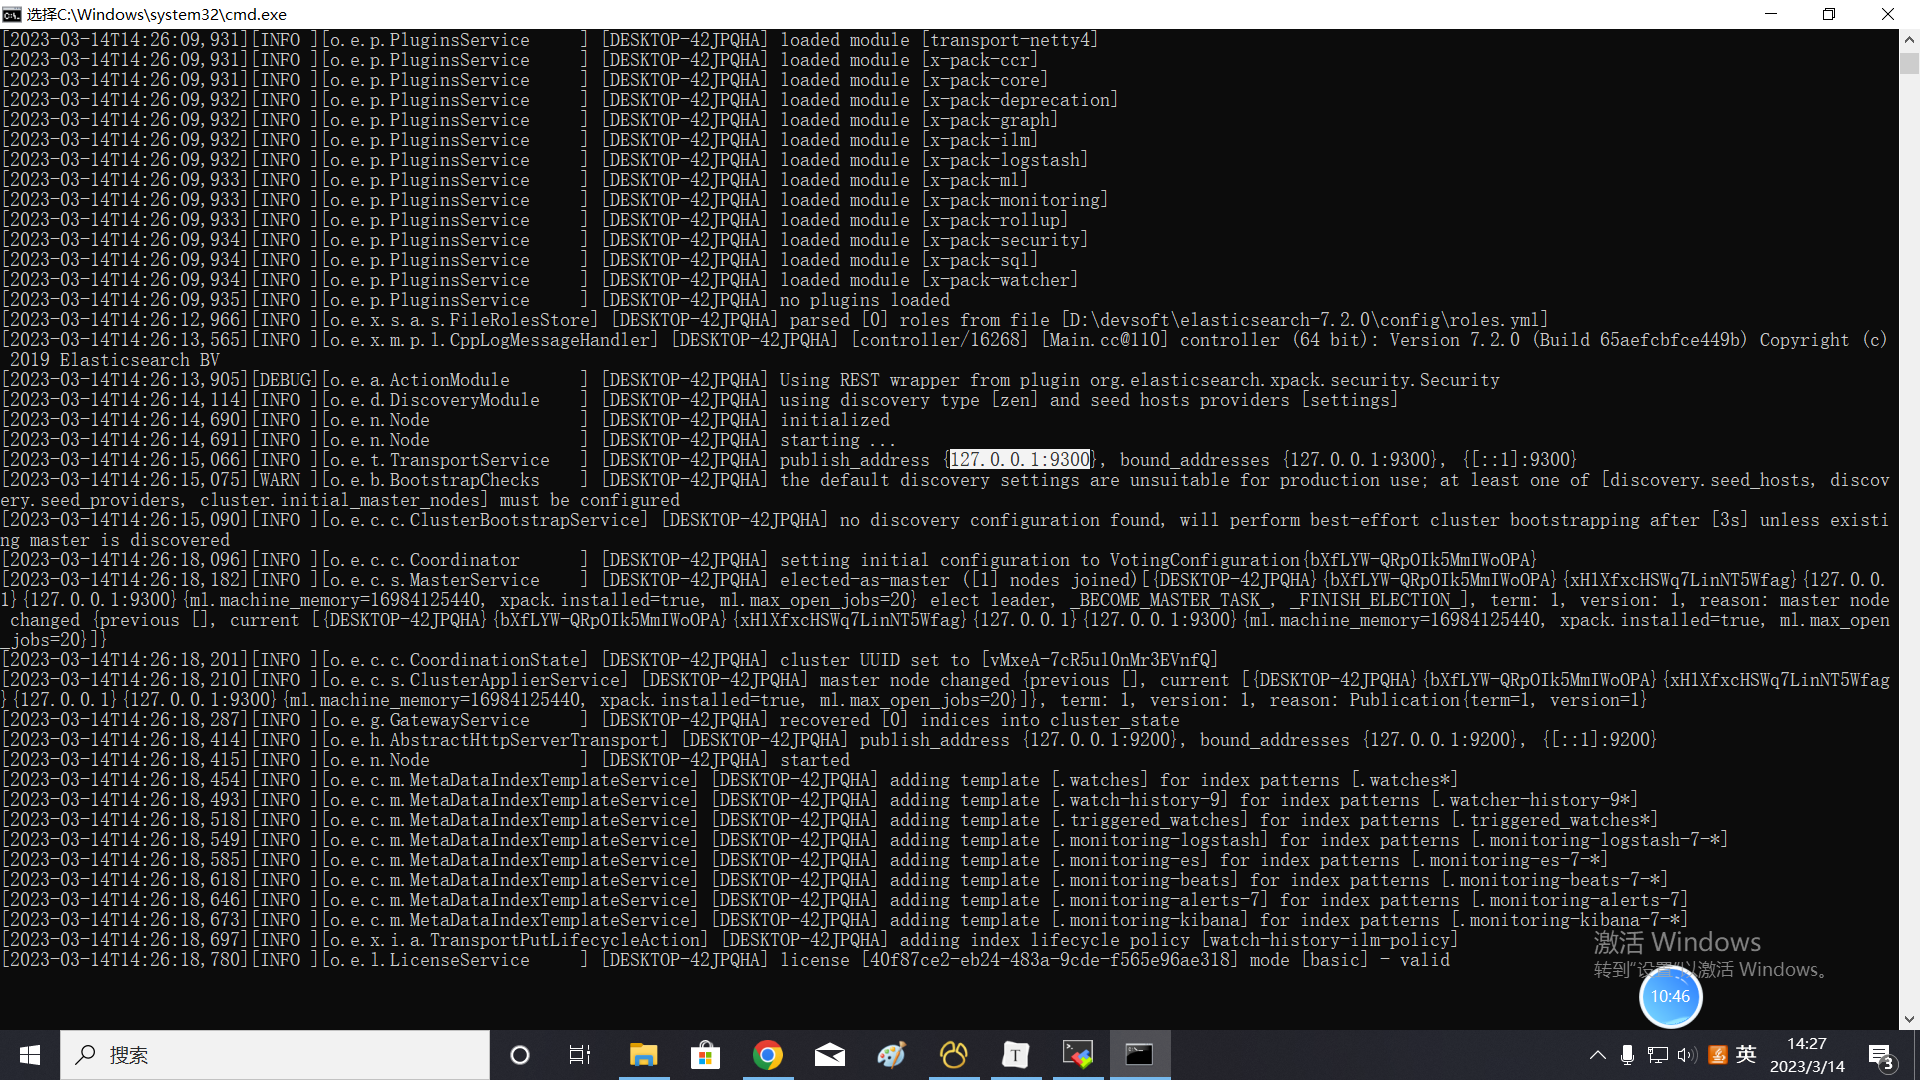 选择C:\Windows\system32\cmd.exe
[2023-03-14T14:26:09,931][INFO ][o.e.p.PluginsService     ] [DESKTOP-42JPQHA] loaded module [transport-netty4]
[2023-03-14T14:26:09,931][INFO ][o.e.p.PluginsService     ] [DESKTOP-42JPQHA] loaded module [x-pack-ccr]
[2023-03-14T14:26:09,931][INFO ][o.e.p.PluginsService     ] [DESKTOP-42JPQHA] loaded module [x-pack-core]
[2023-03-14T14:26:09,932][INFO ][o.e.p.PluginsService     ] [DESKTOP-42JPQHA] loaded module [x-pack-deprecation]
[2023-03-14T14:26:09,932][INFO ][o.e.p.PluginsService     ] [DESKTOP-42JPQHA] loaded module [x-pack-graph]
[2023-03-14T14:26:09,932][INFO ][o.e.p.PluginsService     ] [DESKTOP-42JPQHA] loaded module [x-pack-ilm]
[2023-03-14T14:26:09,932][INFO ][o.e.p.PluginsService     ] [DESKTOP-42JPQHA] loaded module [x-pack-logstash]
[2023-03-14T14:26:09,933][INFO ][o.e.p.PluginsService     ] [DESKTOP-42JPQHA] loaded module [x-pack-ml]
[2023-03-14T14:26:09,933][INFO ][o.e.p.PluginsService     ] [DESKTOP-42JPQHA] loaded module [x-pack-monitoring]
[2023-03-14T14:26:09,933][INFO ][o.e.p.PluginsService     ] [DESKTOP-42JPQHA] loaded module [x-pack-rollup]
[2023-03-14T14:26:09,934][INFO ][o.e.p.PluginsService     ] [DESKTOP-42JPQHA] loaded module [x-pack-security]
[2023-03-14T14:26:09,934][INFO ][o.e.p.PluginsService     ] [DESKTOP-42JPQHA] loaded module [x-pack-sql]
[2023-03-14T14:26:09,934][INFO ][o.e.p.PluginsService     ] [DESKTOP-42JPQHA] loaded module [x-pack-watcher]
[2023-03-14T14:26:09,935][INFO ][o.e.p.PluginsService     ] [DESKTOP-42JPQHA] no plugins loaded
[2023-03-14T14:26:12,966][INFO ][o.e.x.s.a.s.FileRolesStore] [DESKTOP-42JPQHA] parsed [0] roles from file [D:\devsoft\elasticsearch-7.2.0\config\roles.yml]
[2023-03-14T14:26:13,565][INFO ][o.e.x.m.p.l.CppLogMessageHandler] [DESKTOP-42JPQHA] [controller/16268] [Main.cc@110] controller (64 bit): Version 7.2.0 (Build 65aefcbfce449b) Copyright (c)
 2019 Elasticsearch BV
[2023-03-14T14:26:13,905][DEBUG][o.e.a.ActionModule       ] [DESKTOP-42JPQHA] Using REST wrapper from plugin org.elasticsearch.xpack.security.Security
[2023-03-14T14:26:14,114][INFO ][o.e.d.DiscoveryModule    ] [DESKTOP-42JPQHA] using discovery type [zen] and seed hosts providers [settings]
[2023-03-14T14:26:14,690][INFO ][o.e.n.Node               ] [DESKTOP-42JPQHA] initialized
[2023-03-14T14:26:14,691][INFO ][o.e.n.Node               ] [DESKTOP-42JPQHA] starting ...
[2023-03-14T14:26:15,066][INFO ][o.e.t.TransportService   ] [DESKTOP-42JPQHA] publish_address {127.0.0.1:9300}, bound_addresses {127.0.0.1:9300}, {[::1]:9300}
[2023-03-14T14:26:15,075][WARN ][o.e.b.BootstrapChecks    ] [DESKTOP-42JPQHA] the default discovery settings are unsuitable for production use; at least one of [discovery.seed_hosts, discov
ery.seed_providers, cluster.initial_master_nodes] must be configured
[2023-03-14T14:26:15,090][INFO ][o.e.c.c.ClusterBootstrapService] [DESKTOP-42JPQHA] no discovery configuration found, will perform best-effort cluster bootstrapping after [3s] unless existi
ng master is discovered
[2023-03-14T14:26:18,096][INFO ][o.e.c.c.Coordinator      ] [DESKTOP-42JPQHA] setting initial configuration to VotingConfiguration{bXfLYW-QRpOIk5MmIWoOPA}
[2023-03-14T14:26:18,182][INFO ][o.e.c.s.MasterService    ] [DESKTOP-42JPQHA] elected-as-master ([1] nodes joined)[{DESKTOP-42JPQHA}{bXfLYW-QRpOIk5MmIWoOPA}{xH1XfxcHSWq7LinNT5Wfag}{127.0.0.
1}{127.0.0.1:9300}{ml.machine_memory=16984125440, xpack.installed=true, ml.max_open_jobs=20} elect leader, _BECOME_MASTER_TASK_, _FINISH_ELECTION_], term: 1, version: 1, reason: master node
 changed {previous [], current [{DESKTOP-42JPQHA}{bXfLYW-QRpOIk5MmIWoOPA}{xH1XfxcHSWq7LinNT5Wfag}{127.0.0.1}{127.0.0.1:9300}{ml.machine_memory=16984125440, xpack.installed=true, ml.max_open
_jobs=20}]}
[2023-03-14T14:26:18,201][INFO ][o.e.c.c.CoordinationState] [DESKTOP-42JPQHA] cluster UUID set to [vMxeA-7cR5ul0nMr3EVnfQ]
[2023-03-14T14:26:18,210][INFO ][o.e.c.s.ClusterApplierService] [DESKTOP-42JPQHA] master node changed {previous [], current [{DESKTOP-42JPQHA}{bXfLYW-QRpOIk5MmIWoOPA}{xH1XfxcHSWq7LinNT5Wfag
}{127.0.0.1}{127.0.0.1:9300}{ml.machine_memory=16984125440, xpack.installed=true, ml.max_open_jobs=20}]}, term: 1, version: 1, reason: Publication{term=1, version=1}
[2023-03-14T14:26:18,287][INFO ][o.e.g.GatewayService     ] [DESKTOP-42JPQHA] recovered [0] indices into cluster_state
[2023-03-14T14:26:18,414][INFO ][o.e.h.AbstractHttpServerTransport] [DESKTOP-42JPQHA] publish_address {127.0.0.1:9200}, bound_addresses {127.0.0.1:9200}, {[::1]:9200}
[2023-03-14T14:26:18,415][INFO ][o.e.n.Node               ] [DESKTOP-42JPQHA] started
[2023-03-14T14:26:18,454][INFO ][o.e.c.m.MetaDataIndexTemplateService] [DESKTOP-42JPQHA] adding template [.watches] for index patterns [.watches*]
[2023-03-14T14:26:18,493][INFO ][o.e.c.m.MetaDataIndexTemplateService] [DESKTOP-42JPQHA] adding template [.watch-history-9] for index patterns [.watcher-history-9*]
[2023-03-14T14:26:18,518][INFO ][o.e.c.m.MetaDataIndexTemplateService] [DESKTOP-42JPQHA] adding template [.triggered_watches] for index patterns [.triggered_watches*]
[2023-03-14T14:26:18,549][INFO ][o.e.c.m.MetaDataIndexTemplateService] [DESKTOP-42JPQHA] adding template [.monitoring-logstash] for index patterns [.monitoring-logstash-7-*]
[2023-03-14T14:26:18,585][INFO ][o.e.c.m.MetaDataIndexTemplateService] [DESKTOP-42JPQHA] adding template [.monitoring-es] for index patterns [.monitoring-es-7-*]
[2023-03-14T14:26:18,618][INFO ][o.e.c.m.MetaDataIndexTemplateService] [DESKTOP-42JPQHA] adding template [.monitoring-beats] for index patterns [.monitoring-beats-7-*]
[2023-03-14T14:26:18,646][INFO ][o.e.c.m.MetaDataIndexTemplateService] [DESKTOP-42JPQHA] adding template [.monitoring-alerts-7] for index patterns [.monitoring-alerts-7]
[2023-03-14T14:26:18,673][INFO ][o.e.c.m.MetaDataIndexTemplateService] [DESKTOP-42JPQHA] adding template [.monitoring-kibana] for index patterns [.monitoring-kibana-7-*]
[2023-03-14T14:26:18,697][INFO ][o.e.x.i.a.TransportPutLifecycleAction] [DESKTOP-42JPQHA] adding index lifecycle policy [watch-history-ilm-policy]
[2023-03-14T14:26:18,780][INFO ][o.e.l.LicenseService     ] [DESKTOP-42JPQHA] license [40f87ce2-eb24-483a-9cde-f565e96ae318] mode [basic] - valid
激活 Windows
转到“设置”以激活 Windows。
10:46
搜索
T
英
14:27
2023/3/14
3